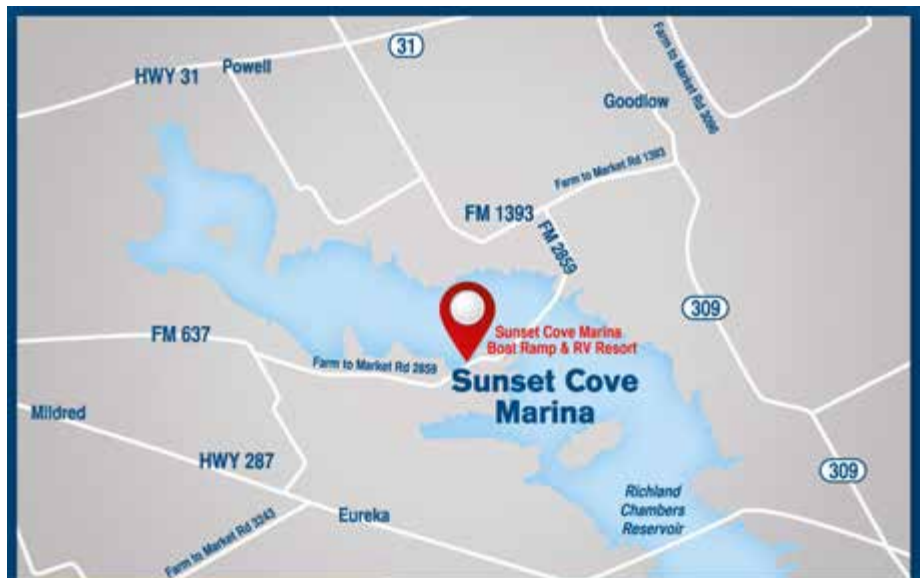 31
Powell
HWY 31
Goodlow
Farm to Market Rd 3096
Farm to Market Rd 1393
FM 1393
FM 2859
309
Sunset Cove Marina
Boat Ramp & RV Resort
FM 637
Farm to Market Rd 2859
Sunset Cove
Marina
Mildred
HWY 287
309
Richland
Chambers
Reservoir
Eureka
Farm to Market Rd 3243